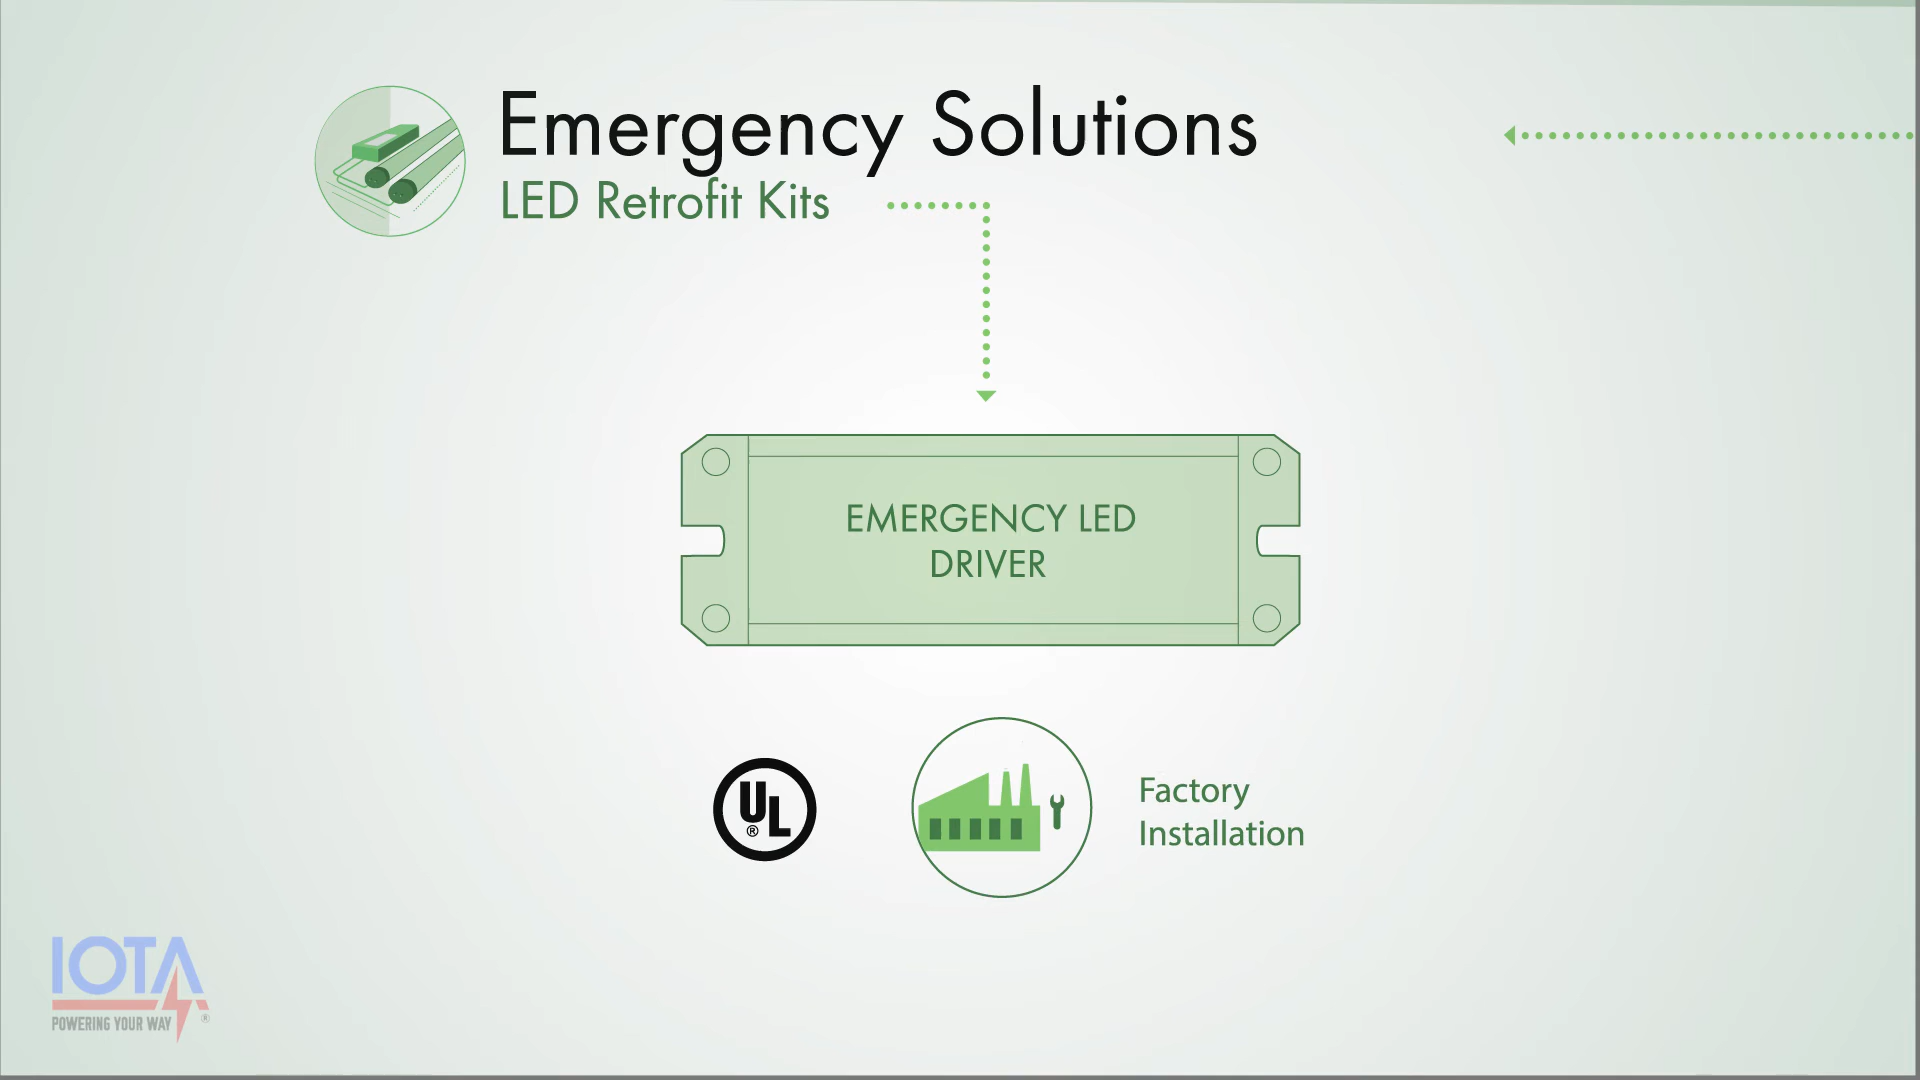 Emergency Solutions
LED Retrofit Kits
EMERGENCY LED
DRIVER
UL
®
Factory
Installation
IOTA
POWERING YOUR WAY
®